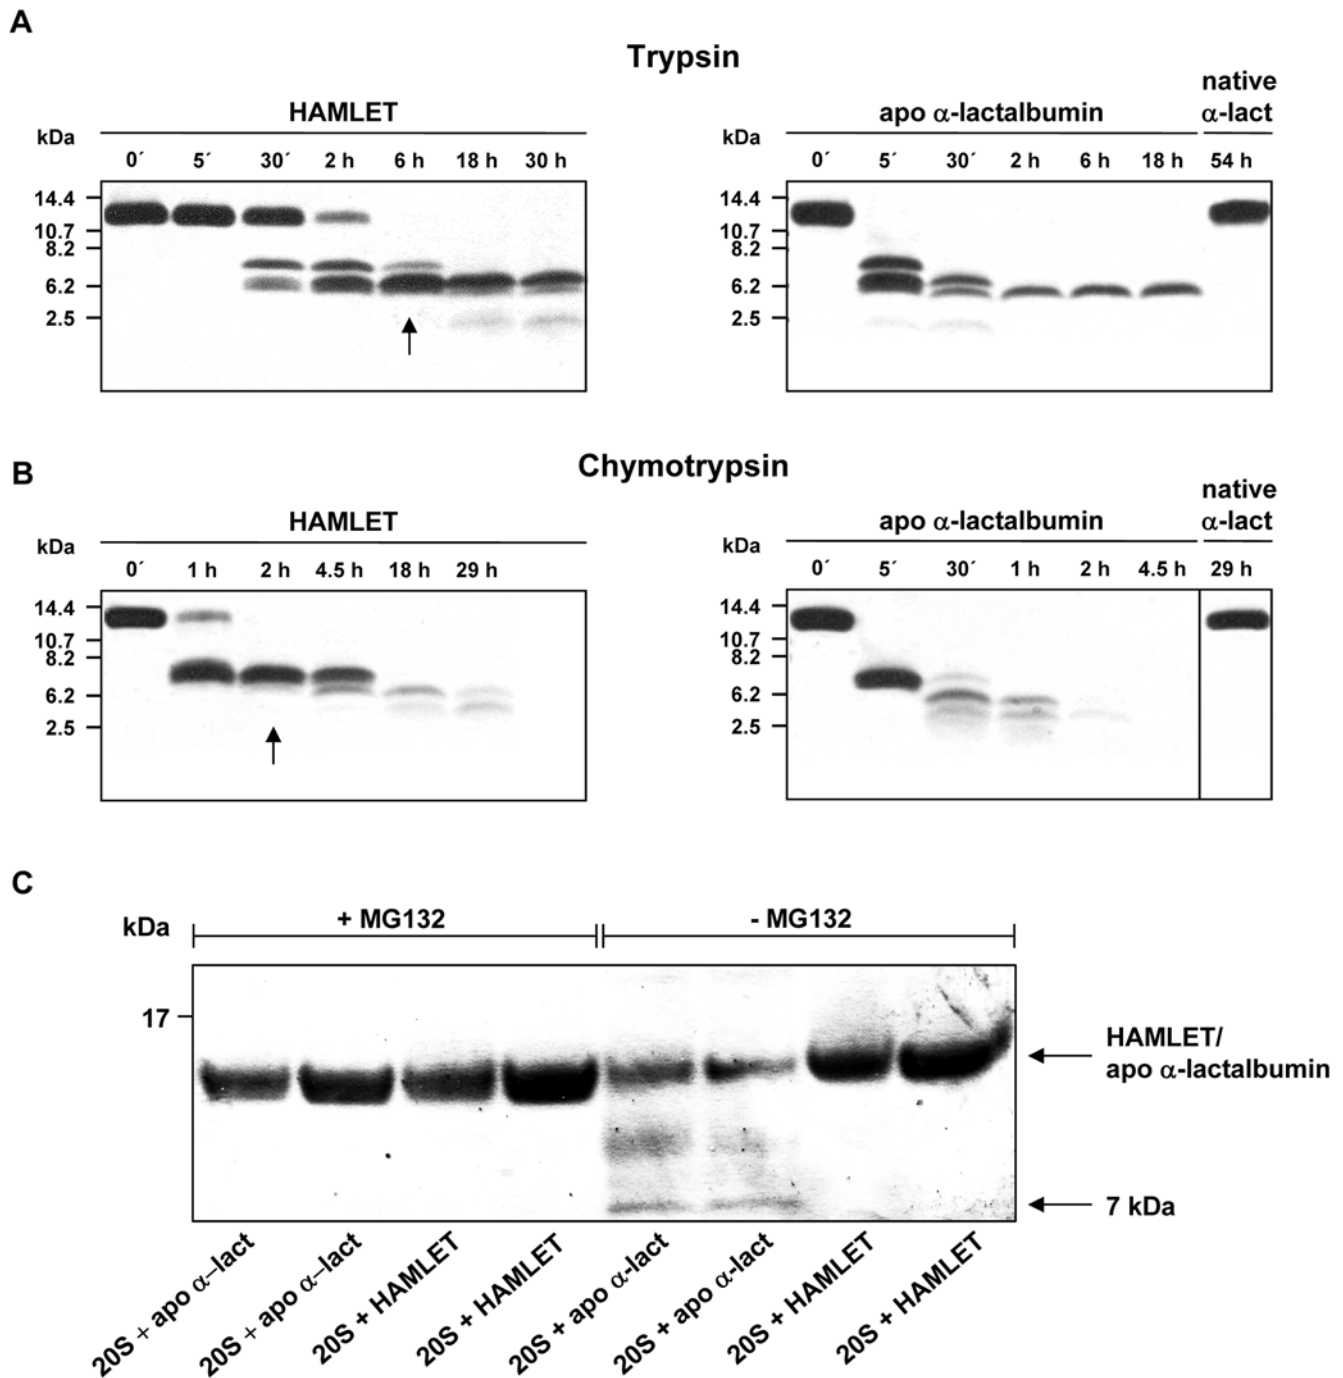 A
Trypsin
HAMLET
apo α-lactalbumin
native
α-lact
kDa
0´ 5´ 30´ 2 h 6 h 18 h 30 h
14.4
10.7
8.2
6.2
2.5
kDa
0´ 5´ 30´ 2 h 6 h 18 h 54 h
14.4
10.7
8.2
6.2
2.5
B
Chymotrypsin
HAMLET
apo α-lactalbumin
native
α-lact
kDa
0´ 1 h 2 h 4.5 h 18 h 29 h
14.4
10.7
8.2
6.2
2.5
kDa
0´ 5´ 30´ 1 h 2 h 4.5 h 29 h
14.4
10.7
8.2
6.2
2.5
C
kDa
+ MG132
- MG132
17
HAMLET/
apo α-lactalbumin
7 kDa
20S + apo α–lact
20S + apo α–lact
20S + HAMLET
20S + HAMLET
20S + apo α-lact
20S + apo α-lact
20S + HAMLET
20S + HAMLET